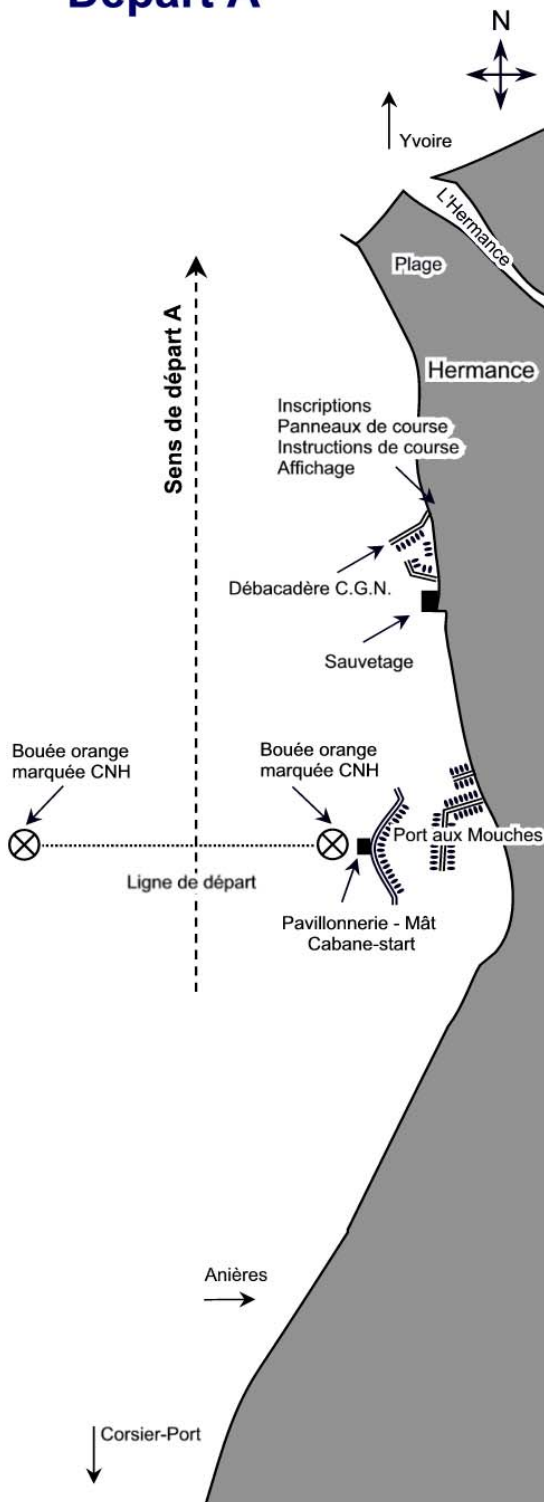 Départ A
N
Yvoire
L'Hermance
Plage
Hermance
Sens de départ A
Inscriptions
Panneaux de course
Instructions de course
Affichage
Débacadère C.G.N.
Sauvetage
Bouée orange
marquée CNH
Bouée orange
marquée CNH
Port aux Mouches
Ligne de départ
Pavillonnerie - Mât
Cabane-start
Anières
Corsier-Port